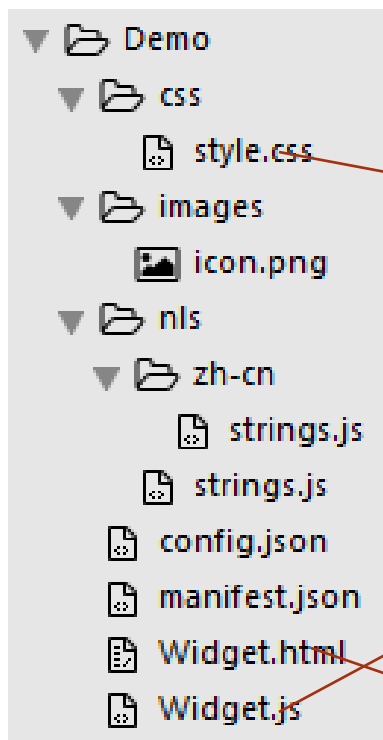 Demo
css
style.css
images
icon.png
nls
zh-cn
strings.js
strings.js
config.json
manifest.json
Widget.html
Widget.js